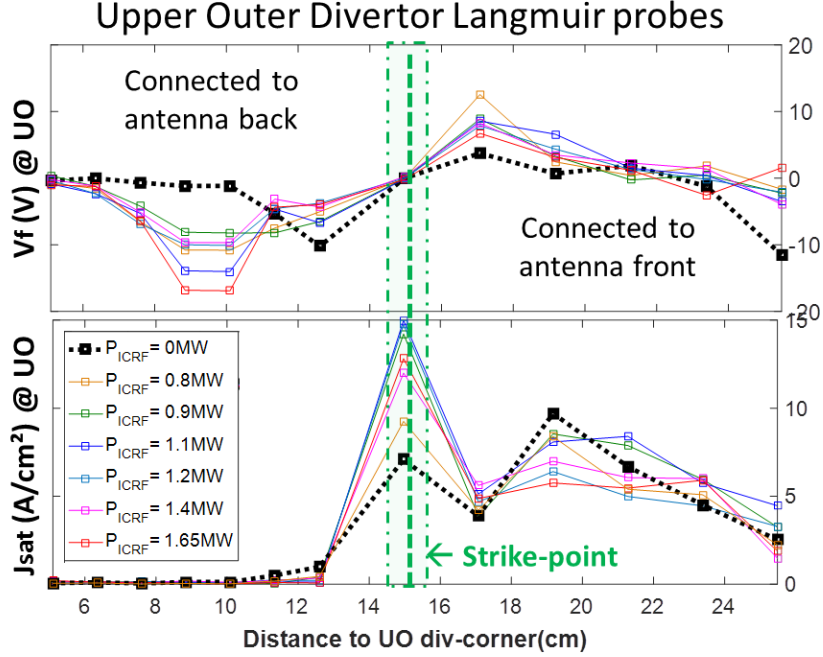 Upper Outer Divertor Langmuir probes
Vf (V) @ UO
Connected to
antenna back
Connected to
antenna front
20
10
0
-10
-20
Jsat (A/cm²) @ UO
P_ICRF = 0MW
P_ICRF = 0.8MW
P_ICRF = 0.9MW
P_ICRF = 1.1MW
P_ICRF = 1.2MW
P_ICRF = 1.4MW
P_ICRF = 1.65MW
← Strike-point
15
10
5
0
6 8 10 12 14 16 18 20 22 24
Distance to UO div-corner(cm)